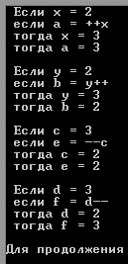 Если x = 2
если a = ++x
тогда x = 3
тогда a = 3
Если y = 2
если b = y++
тогда y = 3
тогда b = 2
Если c = 3
если e = --c
тогда c = 2
тогда e = 2
Если d = 3
если f = d--
тогда d = 2
тогда f = 3
Для продолжения